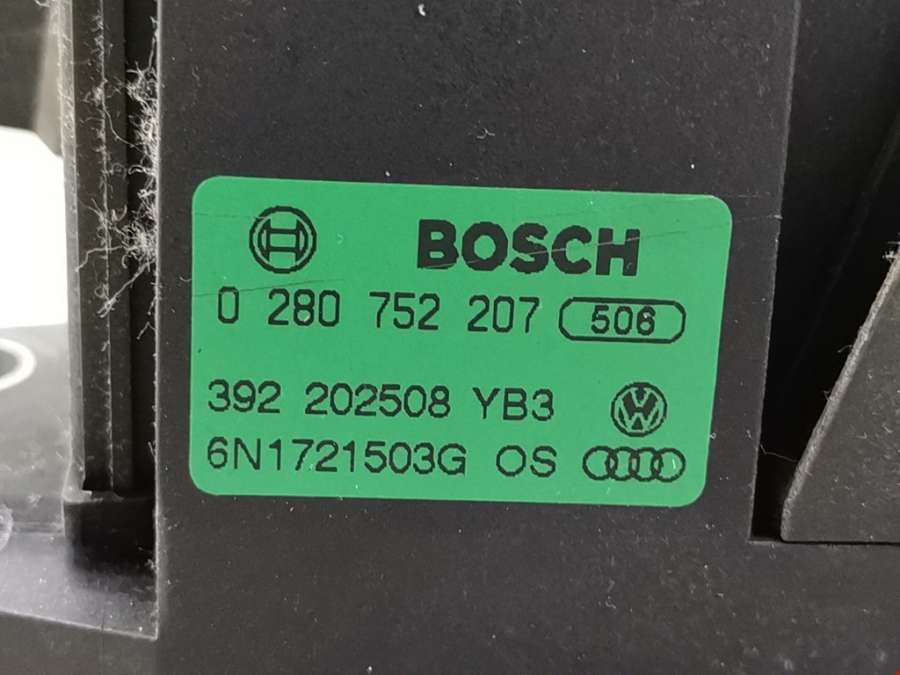 BOSCH
0 280 752 207 506
392 202508 YB3
6N1721503G OS